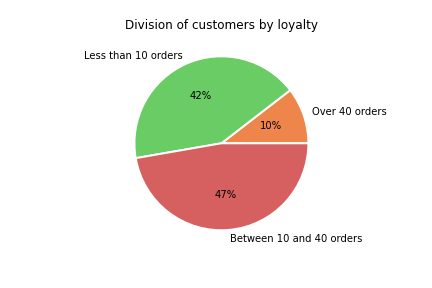 Division of customers by loyalty
Less than 10 orders
42%
Over 40 orders
10%
47%
Between 10 and 40 orders